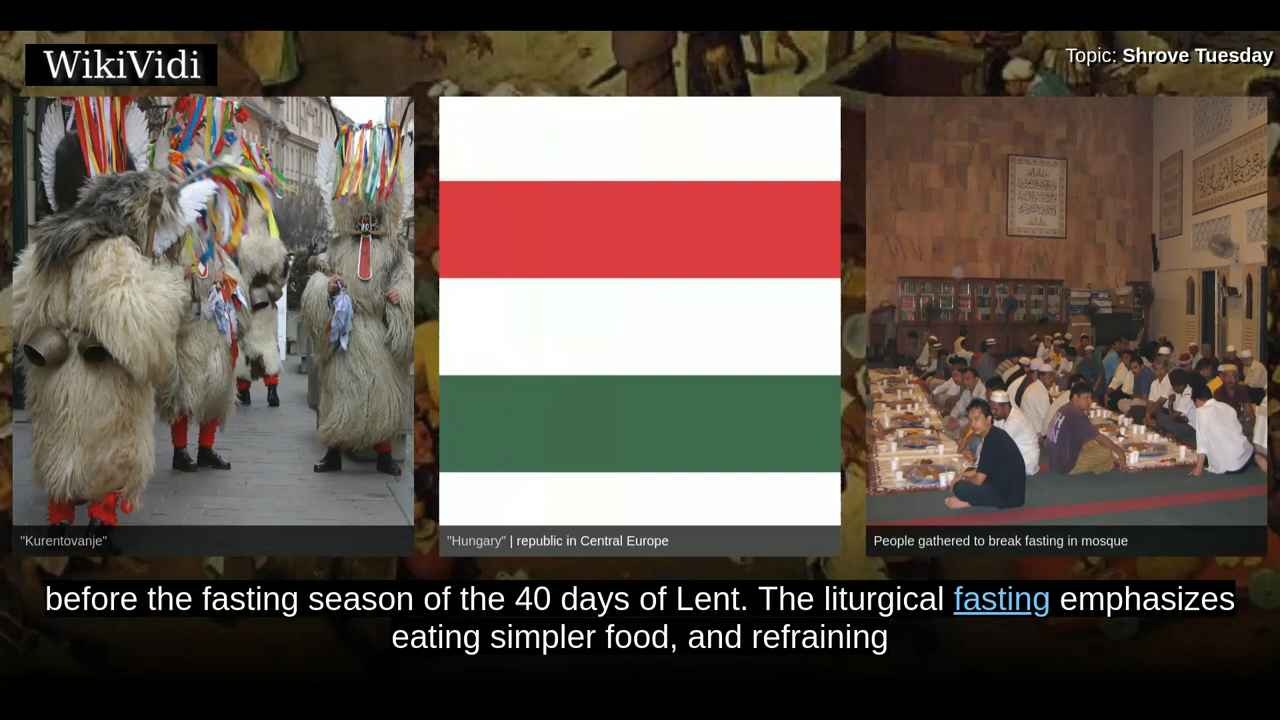 WikiVidi
Topic: Shrove Tuesday
"Kurentovanje"
"Hungary" | republic in Central Europe
People gathered to break fasting in mosque
before the fasting season of the 40 days of Lent. The liturgical fasting emphasizes
eating simpler food, and refraining